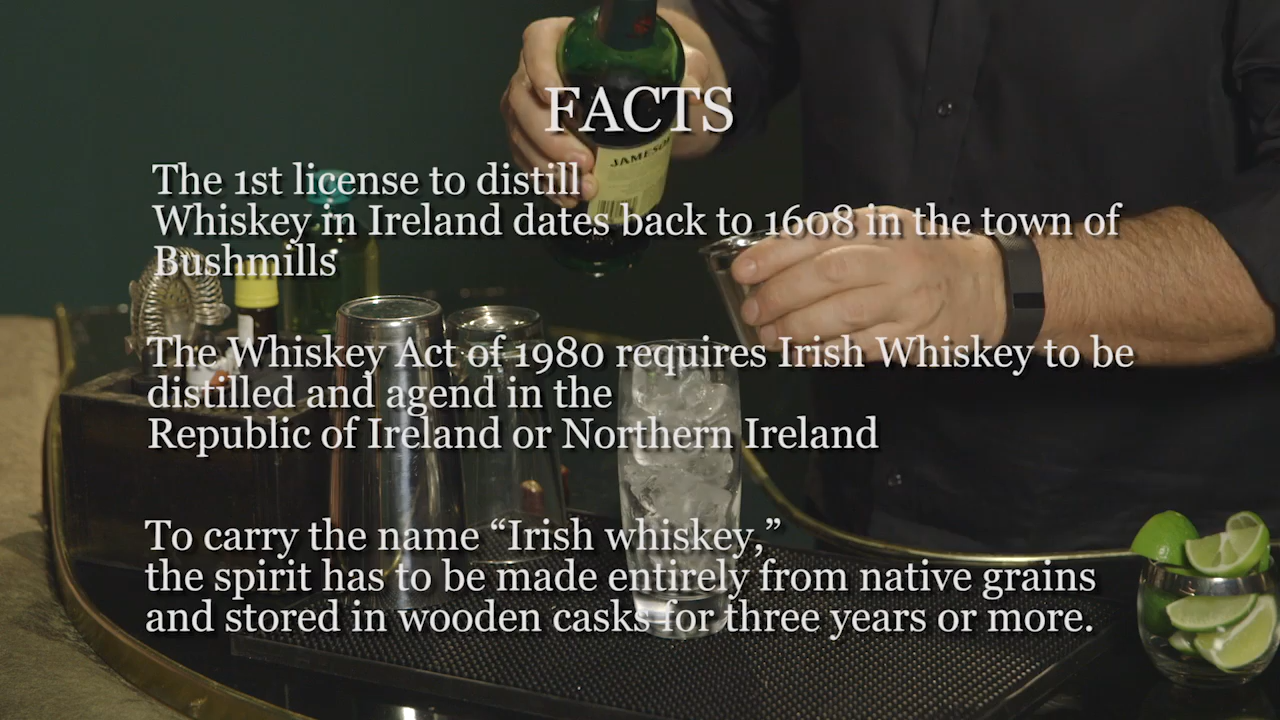 FACTS
JAMESON
The 1st license to distill
Whiskey in Ireland dates back to 1608 in the town of
Bushmills
The Whiskey Act of 1980 requires Irish Whiskey to be
distilled and agend in the
Republic of Ireland or Northern Ireland
To carry the name “Irish whiskey,”
the spirit has to be made entirely from native grains
and stored in wooden casks for three years or more.